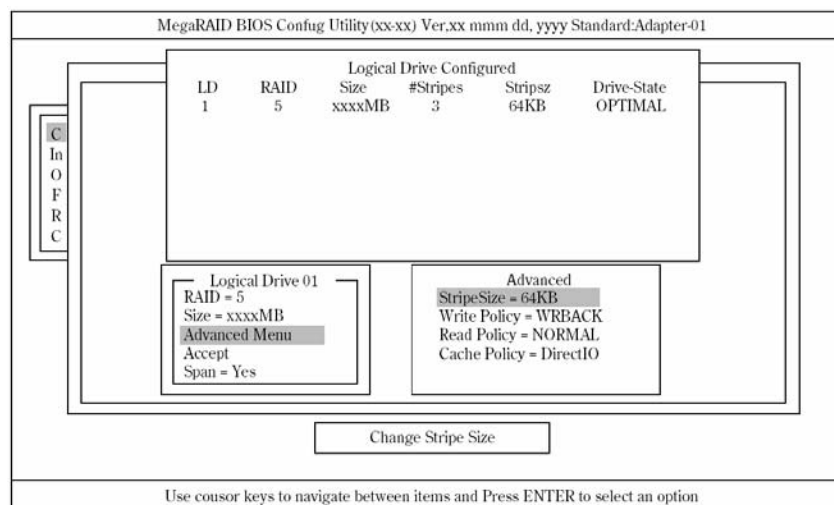 MegaRAID BIOS Confug Utility(xx-xx) Ver,xx mmm dd, yyyy Standard:Adapter-01
Logical Drive Configured
LD RAID Size #Stripes Stripsz Drive-State
1 5 xxxxMB 3 64KB OPTIMAL
C
In
O
F
R
C
Logical Drive 01
RAID = 5
Size = xxxxMB
Advanced Menu
Accept
Span = Yes
Advanced
StripeSize = 64KB
Write Policy = WRBACK
Read Policy = NORMAL
Cache Policy = DirectIO
Change Stripe Size
Use cousor keys to navigate between items and Press ENTER to select an option